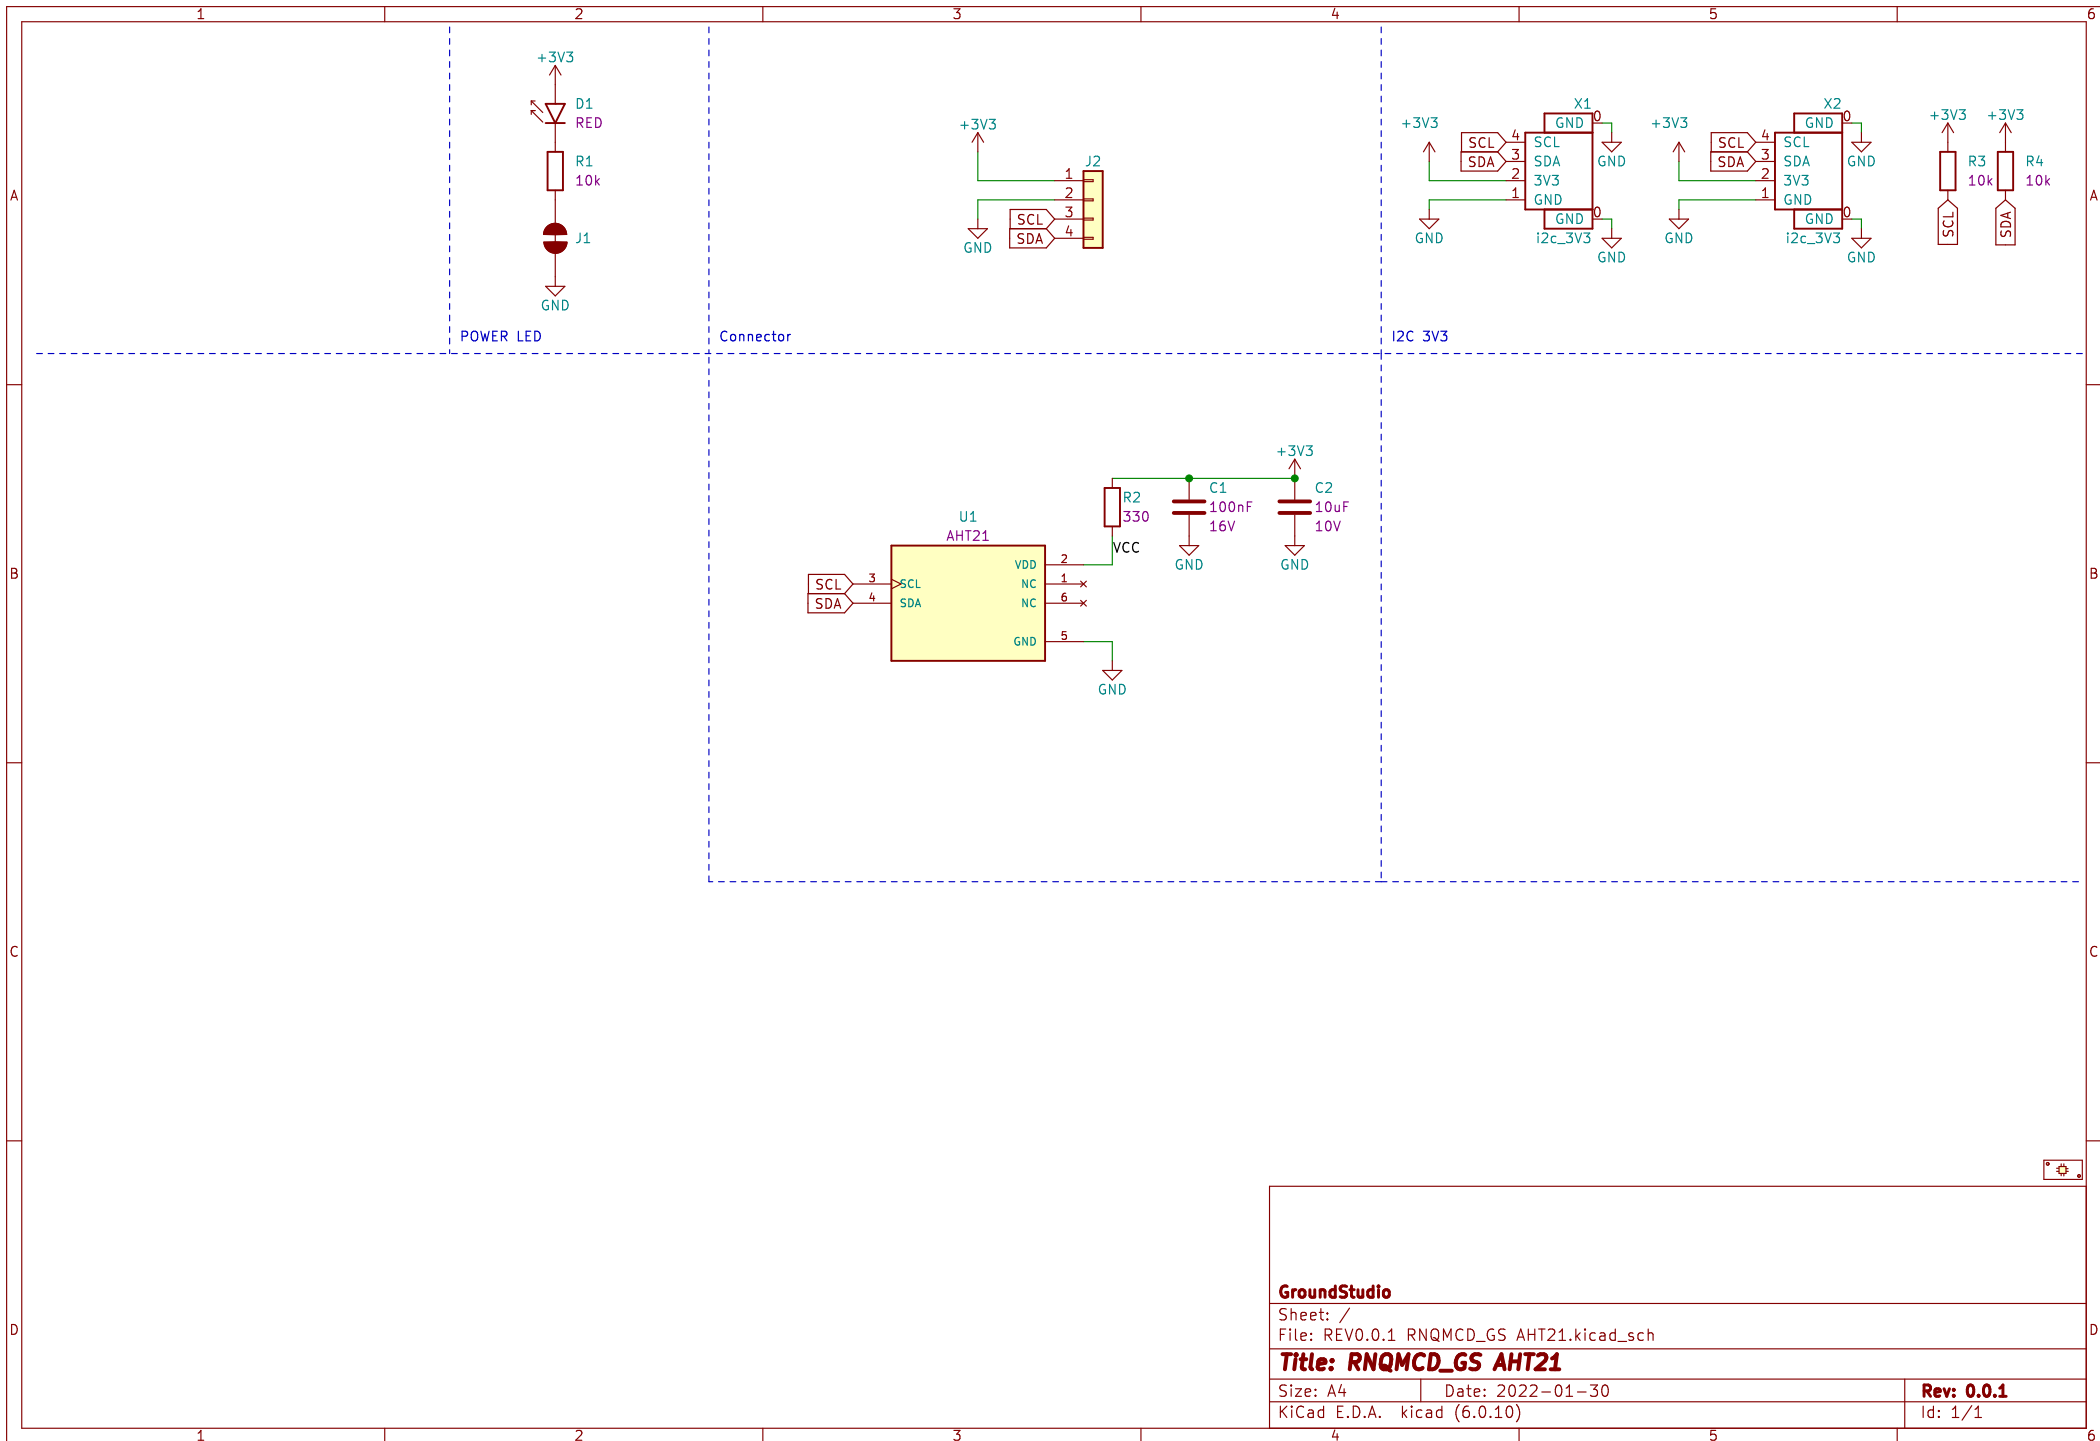 1 2 3 4 5 6
+3V3
D1
RED
R1
10k
J1
GND
POWER LED
+3V3
J2
1
2
SCL 3
SDA 4
GND
Connector
+3V3
X1
GND 0
SCL 4 SCL
SDA 3 SDA
2 3V3
1 GND
GND 0
GND
GND
i2c_3V3
GND
+3V3
X2
GND 0
SCL 4 SCL
SDA 3 SDA
2 3V3
1 GND
GND 0
GND
GND
i2c_3V3
GND
+3V3 +3V3
R3 R4
10k 10k
SCL SDA
I2C 3V3
A A
+3V3
R2
330
C1
100nF
16V
C2
10uF
10V
VCC
GND
GND
U1
AHT21
VDD 2
SCL 3 SCL
NC 1
SDA 4 SDA
NC 6
GND 5
GND
B B
C C
D D
GroundStudio
Sheet: /
File: REV0.0.1 RNQMCD_GS AHT21.kicad_sch
Title: RNQMCD_GS AHT21
Size: A4 Date: 2022-01-30 Rev: 0.0.1
KiCad E.D.A. kicad (6.0.10) Id: 1/1
1 2 3 4 5 6